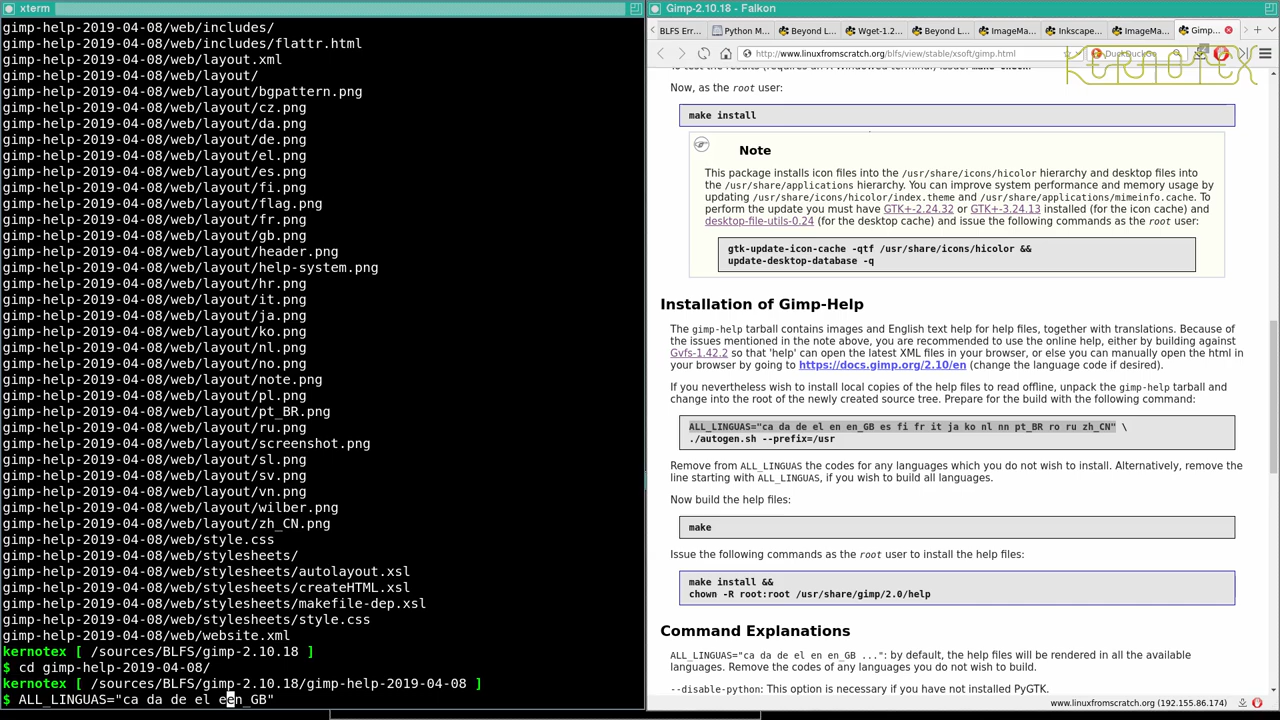 xterm
gimp-help-2019-04-08/web/includes/
gimp-help-2019-04-08/web/includes/flattr.html
gimp-help-2019-04-08/web/layout.xml
gimp-help-2019-04-08/web/layout/
gimp-help-2019-04-08/web/layout/bgpattern.png
gimp-help-2019-04-08/web/layout/cz.png
gimp-help-2019-04-08/web/layout/da.png
gimp-help-2019-04-08/web/layout/de.png
gimp-help-2019-04-08/web/layout/el.png
gimp-help-2019-04-08/web/layout/es.png
gimp-help-2019-04-08/web/layout/fi.png
gimp-help-2019-04-08/web/layout/flag.png
gimp-help-2019-04-08/web/layout/fr.png
gimp-help-2019-04-08/web/layout/gb.png
gimp-help-2019-04-08/web/layout/header.png
gimp-help-2019-04-08/web/layout/help-system.png
gimp-help-2019-04-08/web/layout/hr.png
gimp-help-2019-04-08/web/layout/it.png
gimp-help-2019-04-08/web/layout/ja.png
gimp-help-2019-04-08/web/layout/ko.png
gimp-help-2019-04-08/web/layout/nl.png
gimp-help-2019-04-08/web/layout/no.png
gimp-help-2019-04-08/web/layout/note.png
gimp-help-2019-04-08/web/layout/pl.png
gimp-help-2019-04-08/web/layout/pt_BR.png
gimp-help-2019-04-08/web/layout/ru.png
gimp-help-2019-04-08/web/layout/screenshot.png
gimp-help-2019-04-08/web/layout/sl.png
gimp-help-2019-04-08/web/layout/sv.png
gimp-help-2019-04-08/web/layout/vn.png
gimp-help-2019-04-08/web/layout/wilber.png
gimp-help-2019-04-08/web/layout/zh_CN.png
gimp-help-2019-04-08/web/style.css
gimp-help-2019-04-08/web/stylesheets/
gimp-help-2019-04-08/web/stylesheets/autolayout.xsl
gimp-help-2019-04-08/web/stylesheets/createHTML.xsl
gimp-help-2019-04-08/web/stylesheets/makefile-dep.xsl
gimp-help-2019-04-08/web/stylesheets/style.css
gimp-help-2019-04-08/web/website.xml
kernotex [ /sources/BLFS/gimp-2.10.18 ]
$ cd gimp-help-2019-04-08/
kernotex [ /sources/BLFS/gimp-2.10.18/gimp-help-2019-04-08 ]
$ ALL_LINGUAS="ca da de el een_GB"
Gimp-2.10.18 - Falkon
BLFS Err... Python M... Beyond L... Wget-1.2... Beyond L... ImageMa... Inkscape... ImageMa... Gimp-...
http://www.linuxfromscratch.org/blfs/view/stable/xsoft/gimp.html DuckDuckGo
KERNOTEX
Now, as the root user:
make install
Note
This package installs icon files into the /usr/share/icons/hicolor hierarchy and desktop files into
the /usr/share/applications hierarchy. You can improve system performance and memory usage by
updating /usr/share/icons/hicolor/index.theme and /usr/share/applications/mimeinfo.cache. To
perform the update you must have GTK+-2.24.32 or GTK+-3.24.13 installed (for the icon cache) and
desktop-file-utils-0.24 (for the desktop cache) and issue the following commands as the root user:
gtk-update-icon-cache -qtf /usr/share/icons/hicolor &&
update-desktop-database -q
Installation of Gimp-Help
The gimp-help tarball contains images and English text help for help files, together with translations. Because of
the issues mentioned in the note above, you are recommended to use the online help, either by building against
Gvfs-1.42.2 so that 'help' can open the latest XML files in your browser, or else you can manually open the html in
your browser by going to https://docs.gimp.org/2.10/en (change the language code if desired).
If you nevertheless wish to install local copies of the help files to read offline, unpack the gimp-help tarball and
change into the root of the newly created source tree. Prepare for the build with the following command:
ALL_LINGUAS="ca da de el en en_GB es fi fr it ja ko nl nn pt_BR ro ru zh_CN" \
./autogen.sh --prefix=/usr
Remove from ALL_LINGUAS the codes for any languages which you do not wish to install. Alternatively, remove the
line starting with ALL_LINGUAS, if you wish to build all languages.
Now build the help files:
make
Issue the following commands as the root user to install the help files:
make install &&
chown -R root:root /usr/share/gimp/2.0/help
Command Explanations
ALL_LINGUAS="ca da de el en en_GB ...": by default, the help files will be rendered in all the available
languages. Remove the codes of any languages you do not wish to build.
--disable-python: This option is necessary if you have not installed PyGTK.
www.linuxfromscratch.org (192.155.86.174)